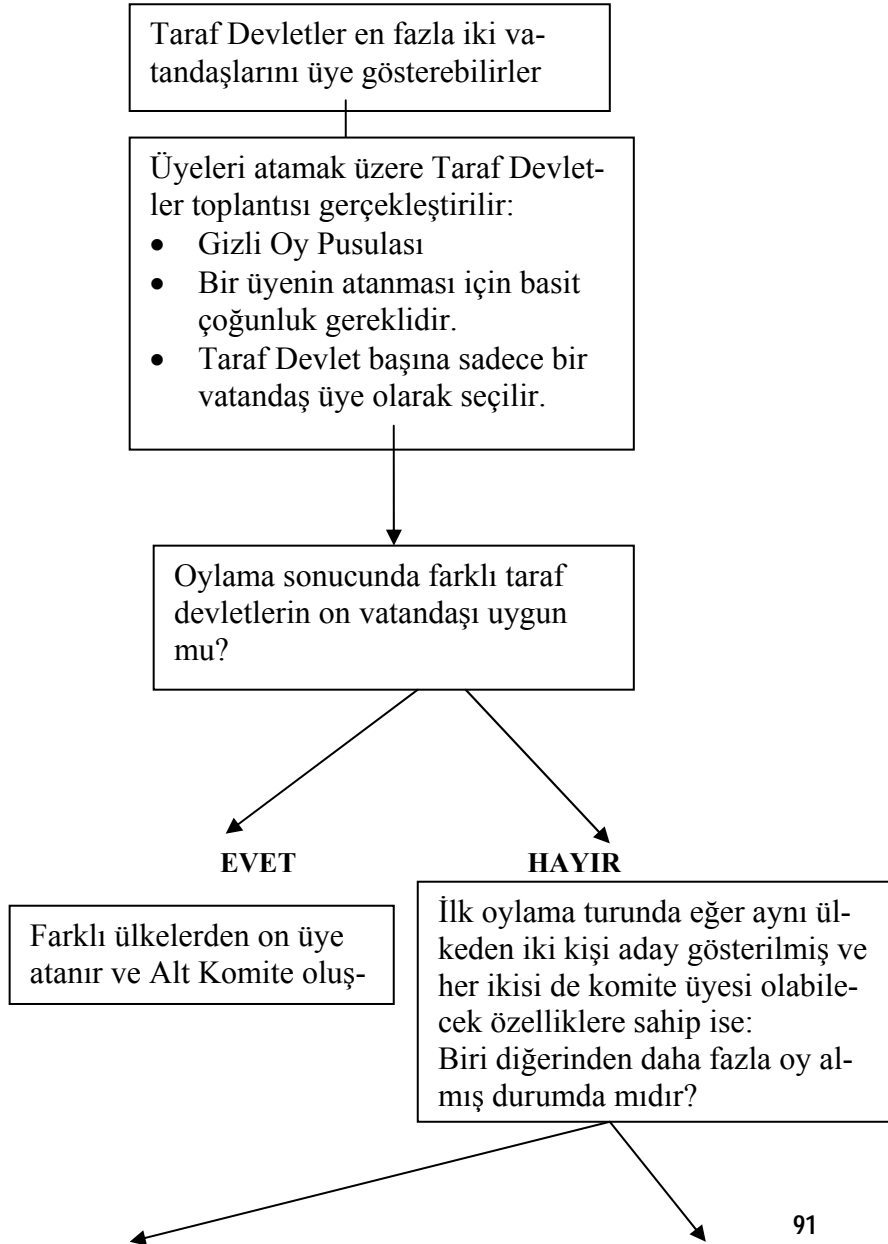 Taraf Devletler en fazla iki va-
tandaşlarını üye gösterebilirler
Üyeleri atamak üzere Taraf Devlet-
ler toplantısı gerçekleştirilir:
• Gizli Oy Pusulası
• Bir üyenin atanması için basit
çoğunluk gereklidir.
• Taraf Devlet başına sadece bir
vatandaş üye olarak seçilir.
Oylama sonucunda farklı taraf
devletlerin on vatandaşı uygun
mu?
EVET
HAYIR
Farklı ülkelerden on üye
atanır ve Alt Komite oluş-
İlk oylama turunda eğer aynı ül-
keden iki kişi aday gösterilmiş ve
her ikisi de komite üyesi olabile-
cek özelliklere sahip ise:
Biri diğerinden daha fazla oy al-
mış durumda mıdır?
91